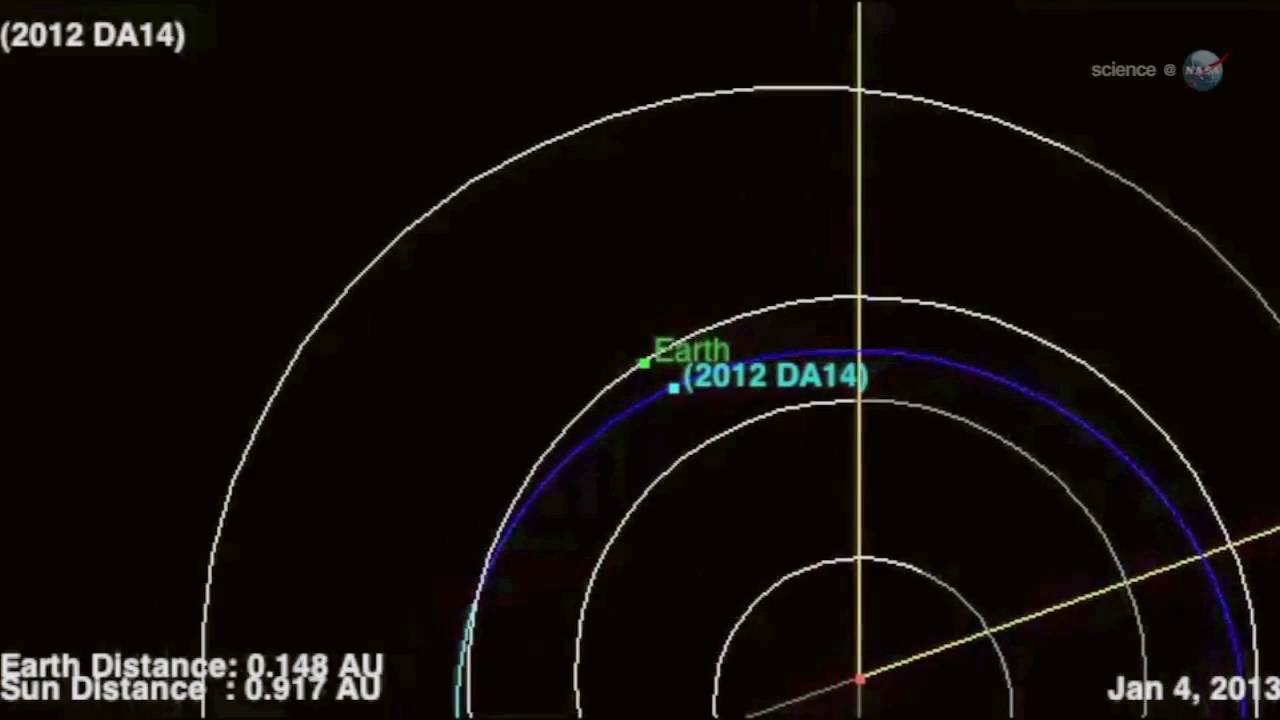 (2012 DA14)
science @ NASA
Earth
(2012 DA14)
Earth Distance: 0.148 AU
Sun Distance : 0.917 AU
Jan 4, 2013